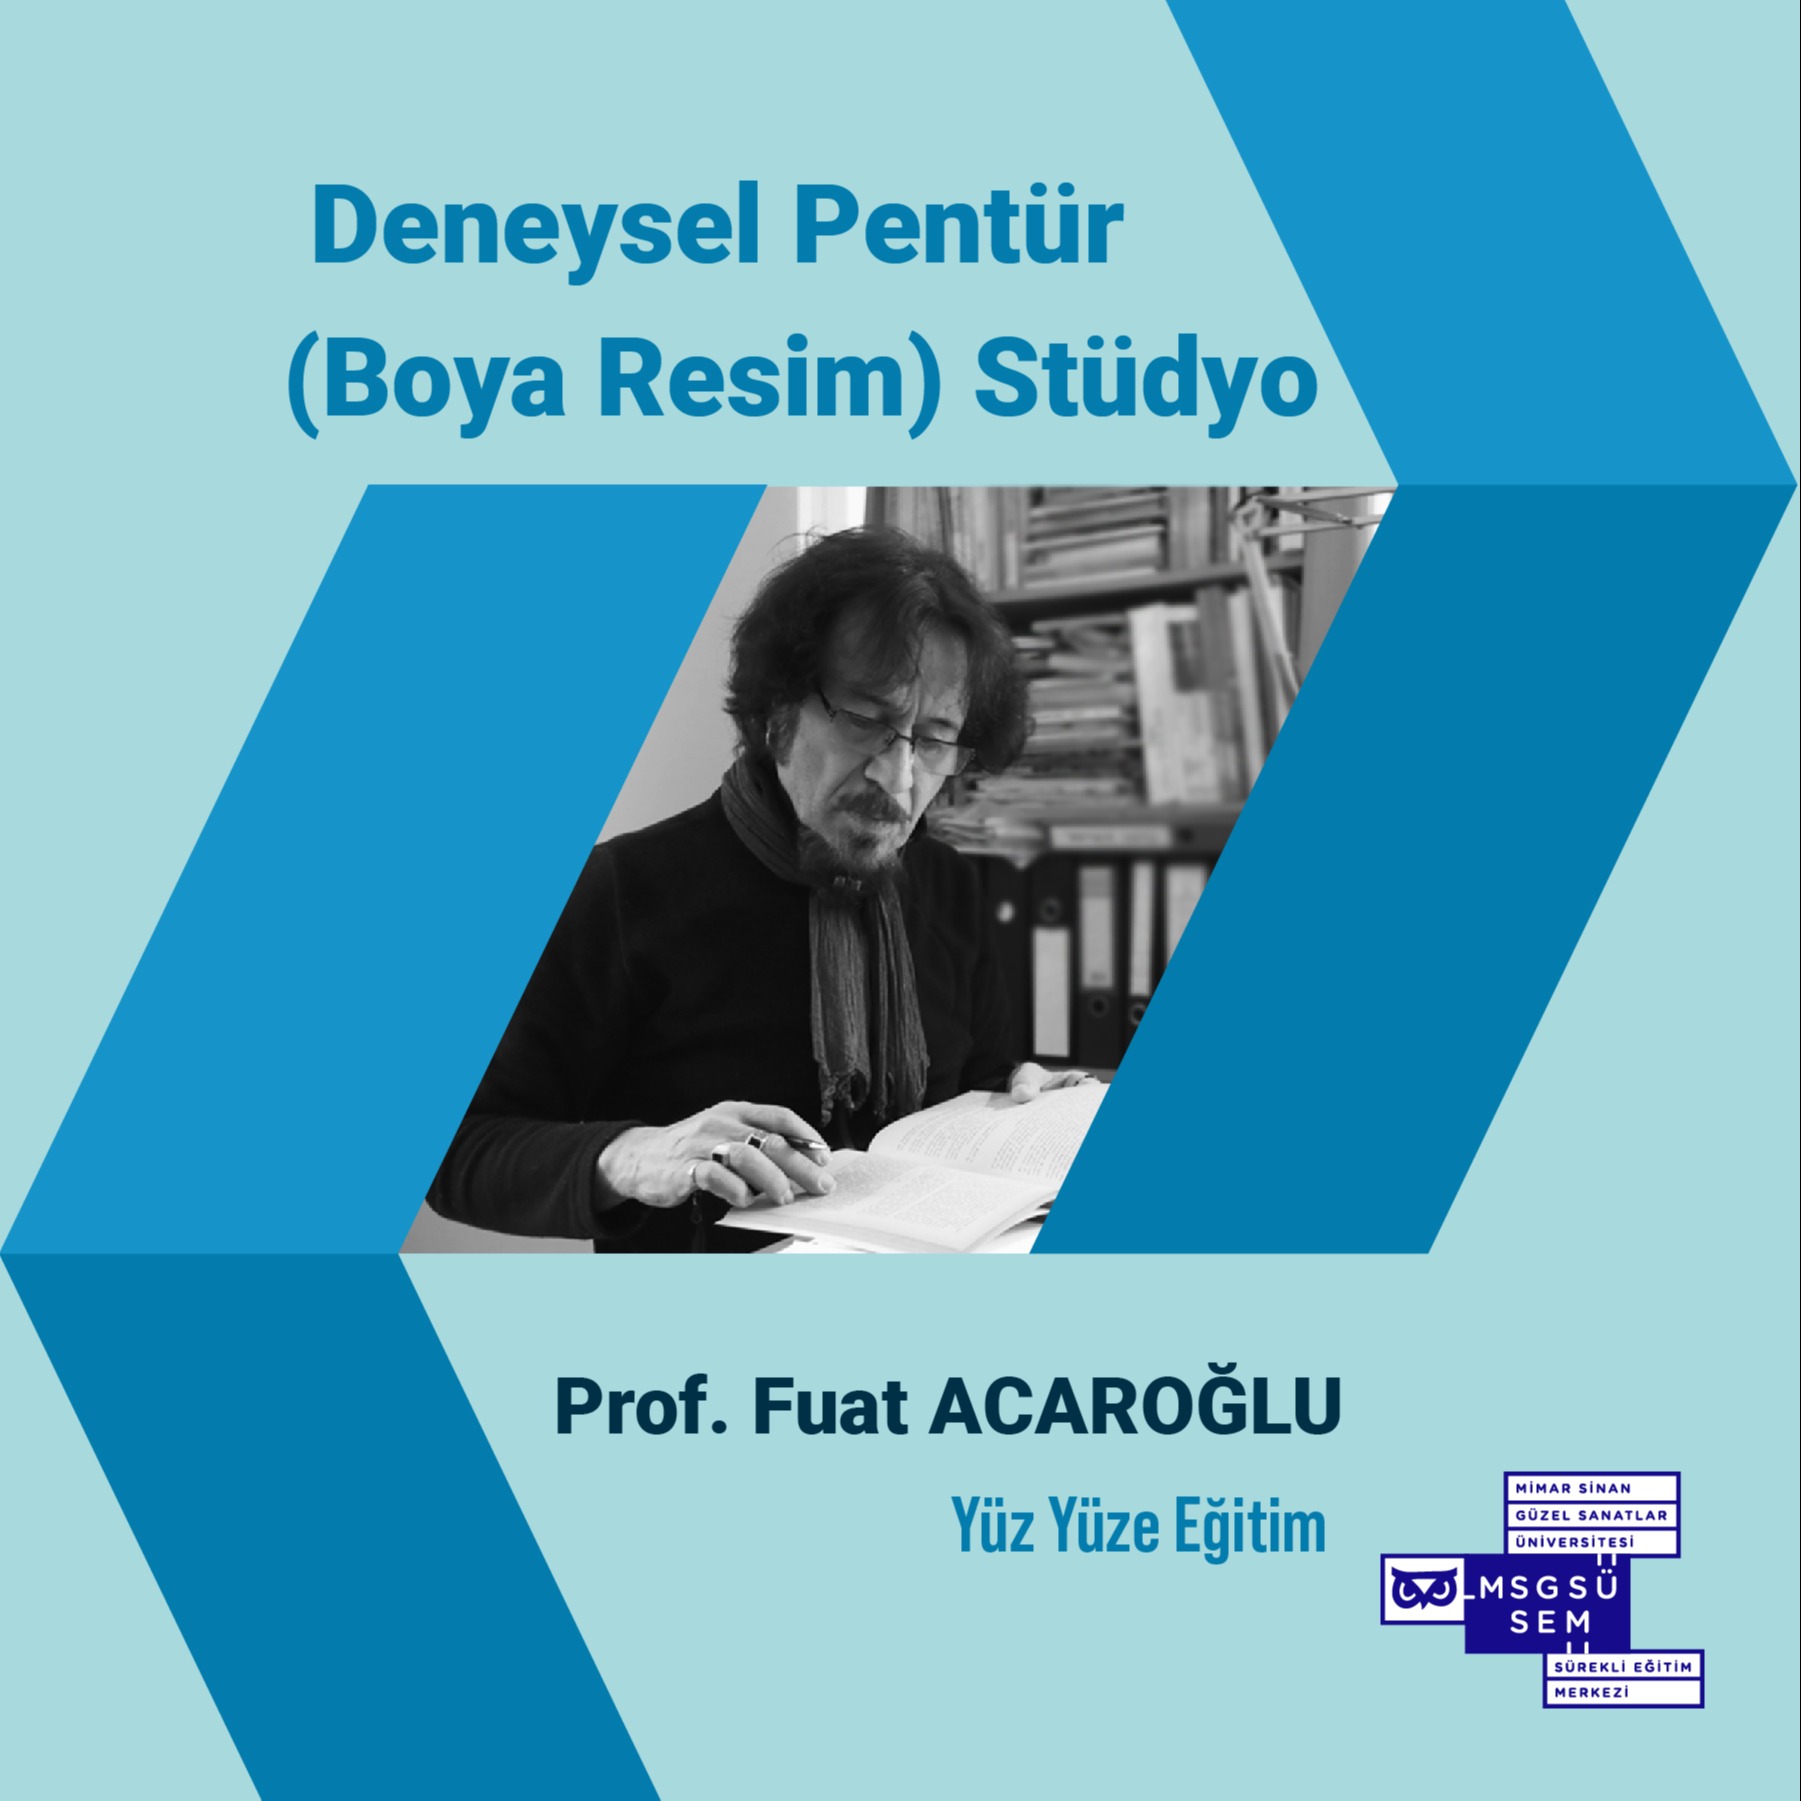 Deneysel Pentür
(Boya Resim) Stüdyo
Prof. Fuat ACAROĞLU
Yüz Yüze Eğitim
MİMAR SİNAN
GÜZEL SANATLAR
ÜNİVERSİTESİ
MSGSÜ
SEM
SÜREKLİ EĞİTİM
MERKEZİ